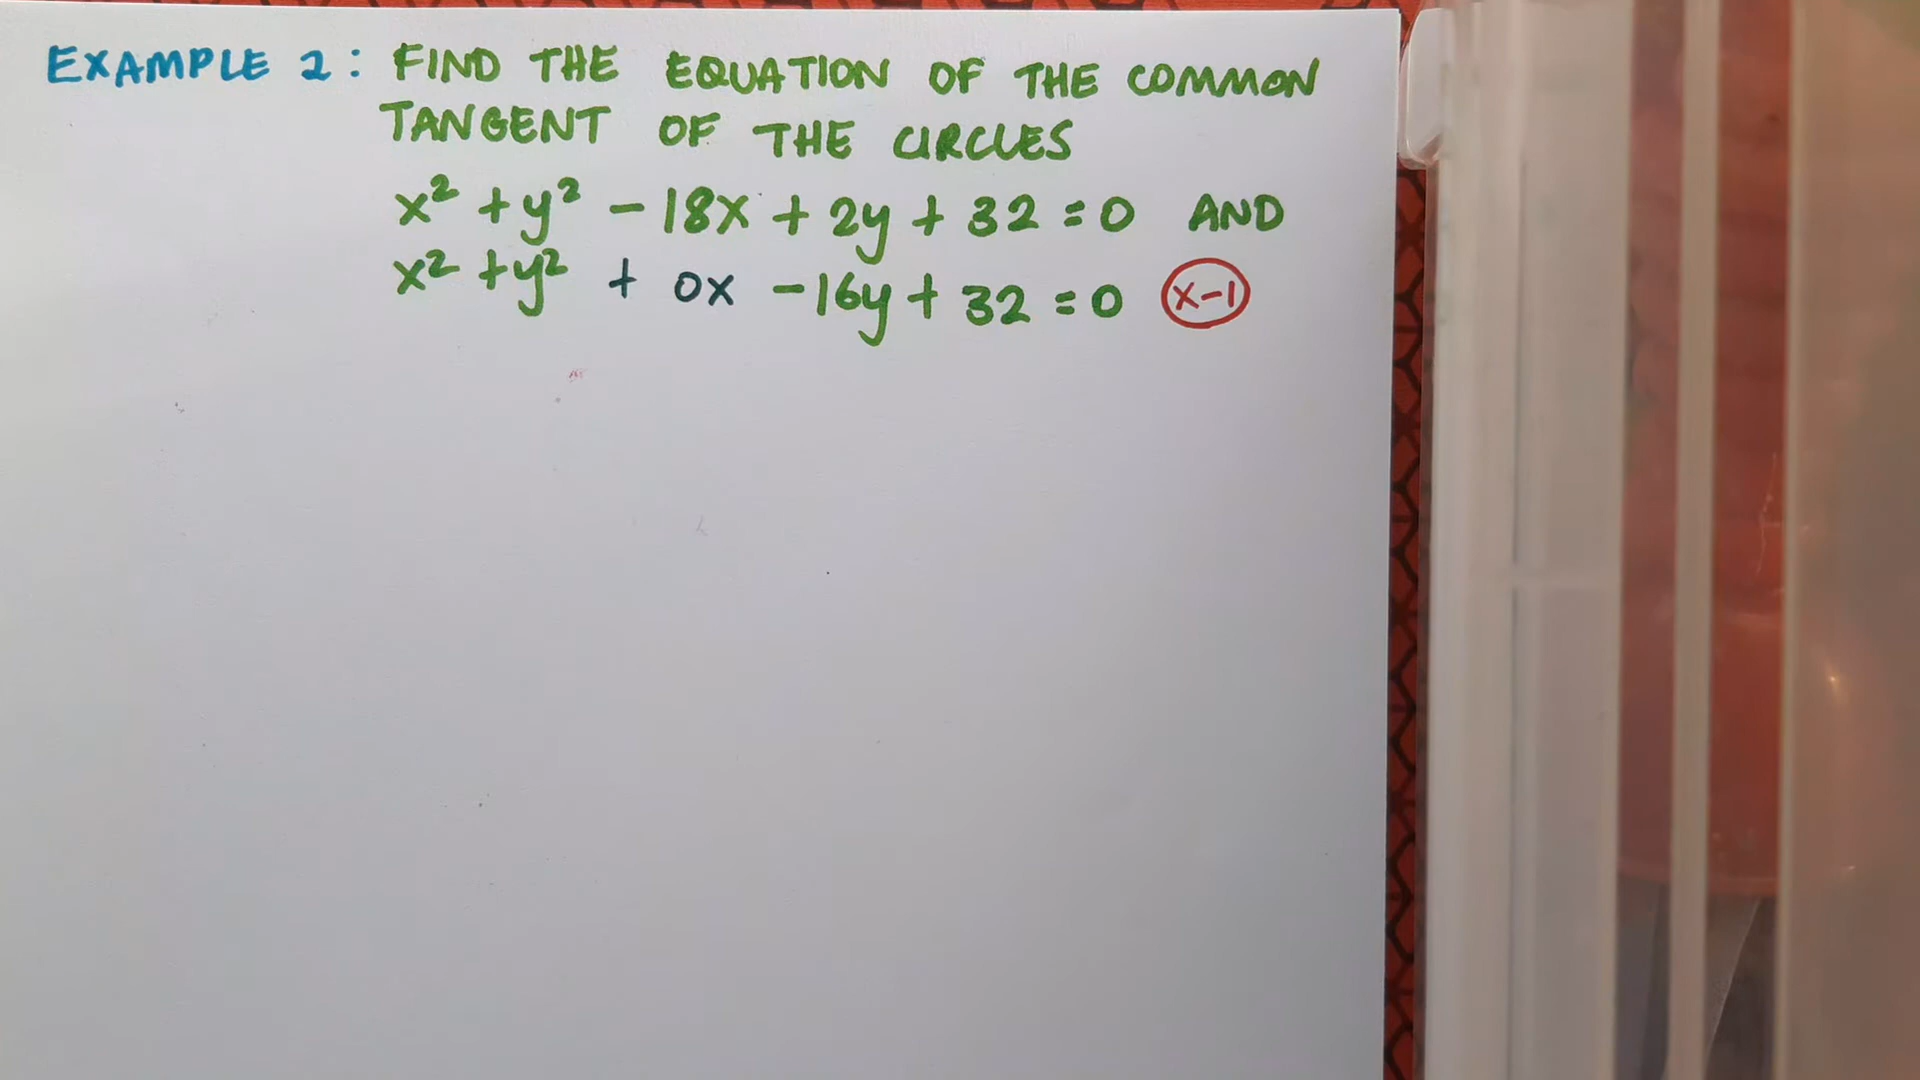 EXAMPLE 2: FIND THE EQUATION OF THE COMMON
TANGENT OF THE CIRCLES
x² + y² - 18x + 2y + 32 = 0 AND
x² + y² + 0x - 16y + 32 = 0 (x-1)